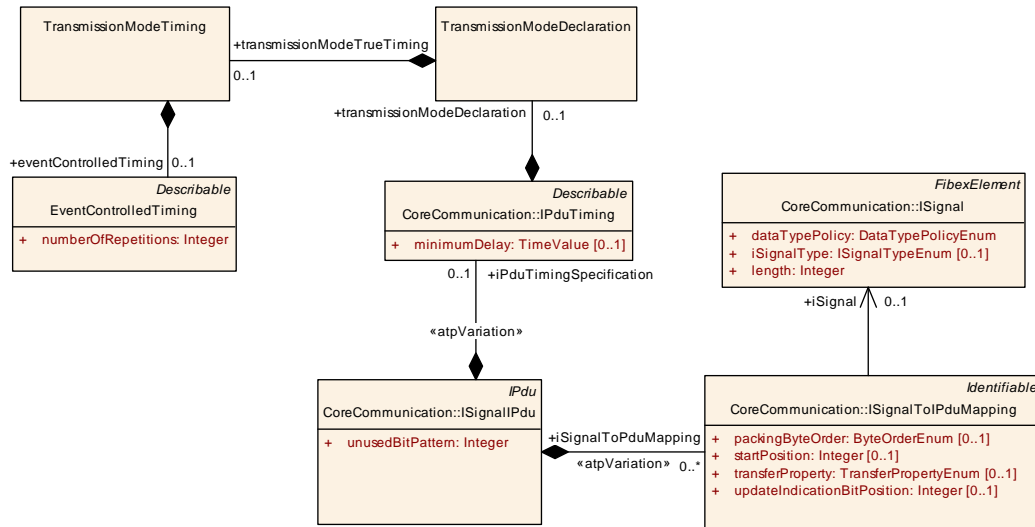 TransmissionModeTiming
+transmissionModeTrueTiming
0..1
TransmissionModeDeclaration
+transmissionModeDeclaration
0..1
+eventControlledTiming
0..1
Describable
EventControlledTiming
+ numberOfRepetitions: Integer
Describable
CoreCommunication::IPduTiming
+ minimumDelay: TimeValue [0..1]
FibexElement
CoreCommunication::ISignal
+ dataTypePolicy: DataTypePolicyEnum
+ iSignalType: ISignalTypeEnum [0..1]
+ length: Integer
0..1
+iPduTimingSpecification
+iSignal
0..1
«atpVariation»
IPdu
CoreCommunication::ISignalIPdu
+ unusedBitPattern: Integer
+iSignalToPduMapping
«atpVariation»
0..*
Identifiable
CoreCommunication::ISignalToIPduMapping
+ packingByteOrder: ByteOrderEnum [0..1]
+ startPosition: Integer [0..1]
+ transferProperty: TransferPropertyEnum [0..1]
+ updateIndicationBitPosition: Integer [0..1]